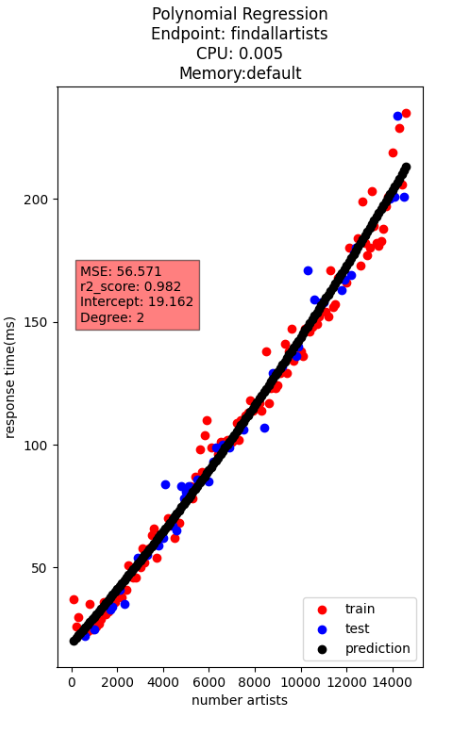 Polynomial Regression
Endpoint: findallartists
CPU: 0.005
Memory:default
200
150
100
50
response time(ms)
MSE: 56.571
r2_score: 0.982
Intercept: 19.162
Degree: 2
train
test
prediction
0 2000 4000 6000 8000 10000 12000 14000
number artists